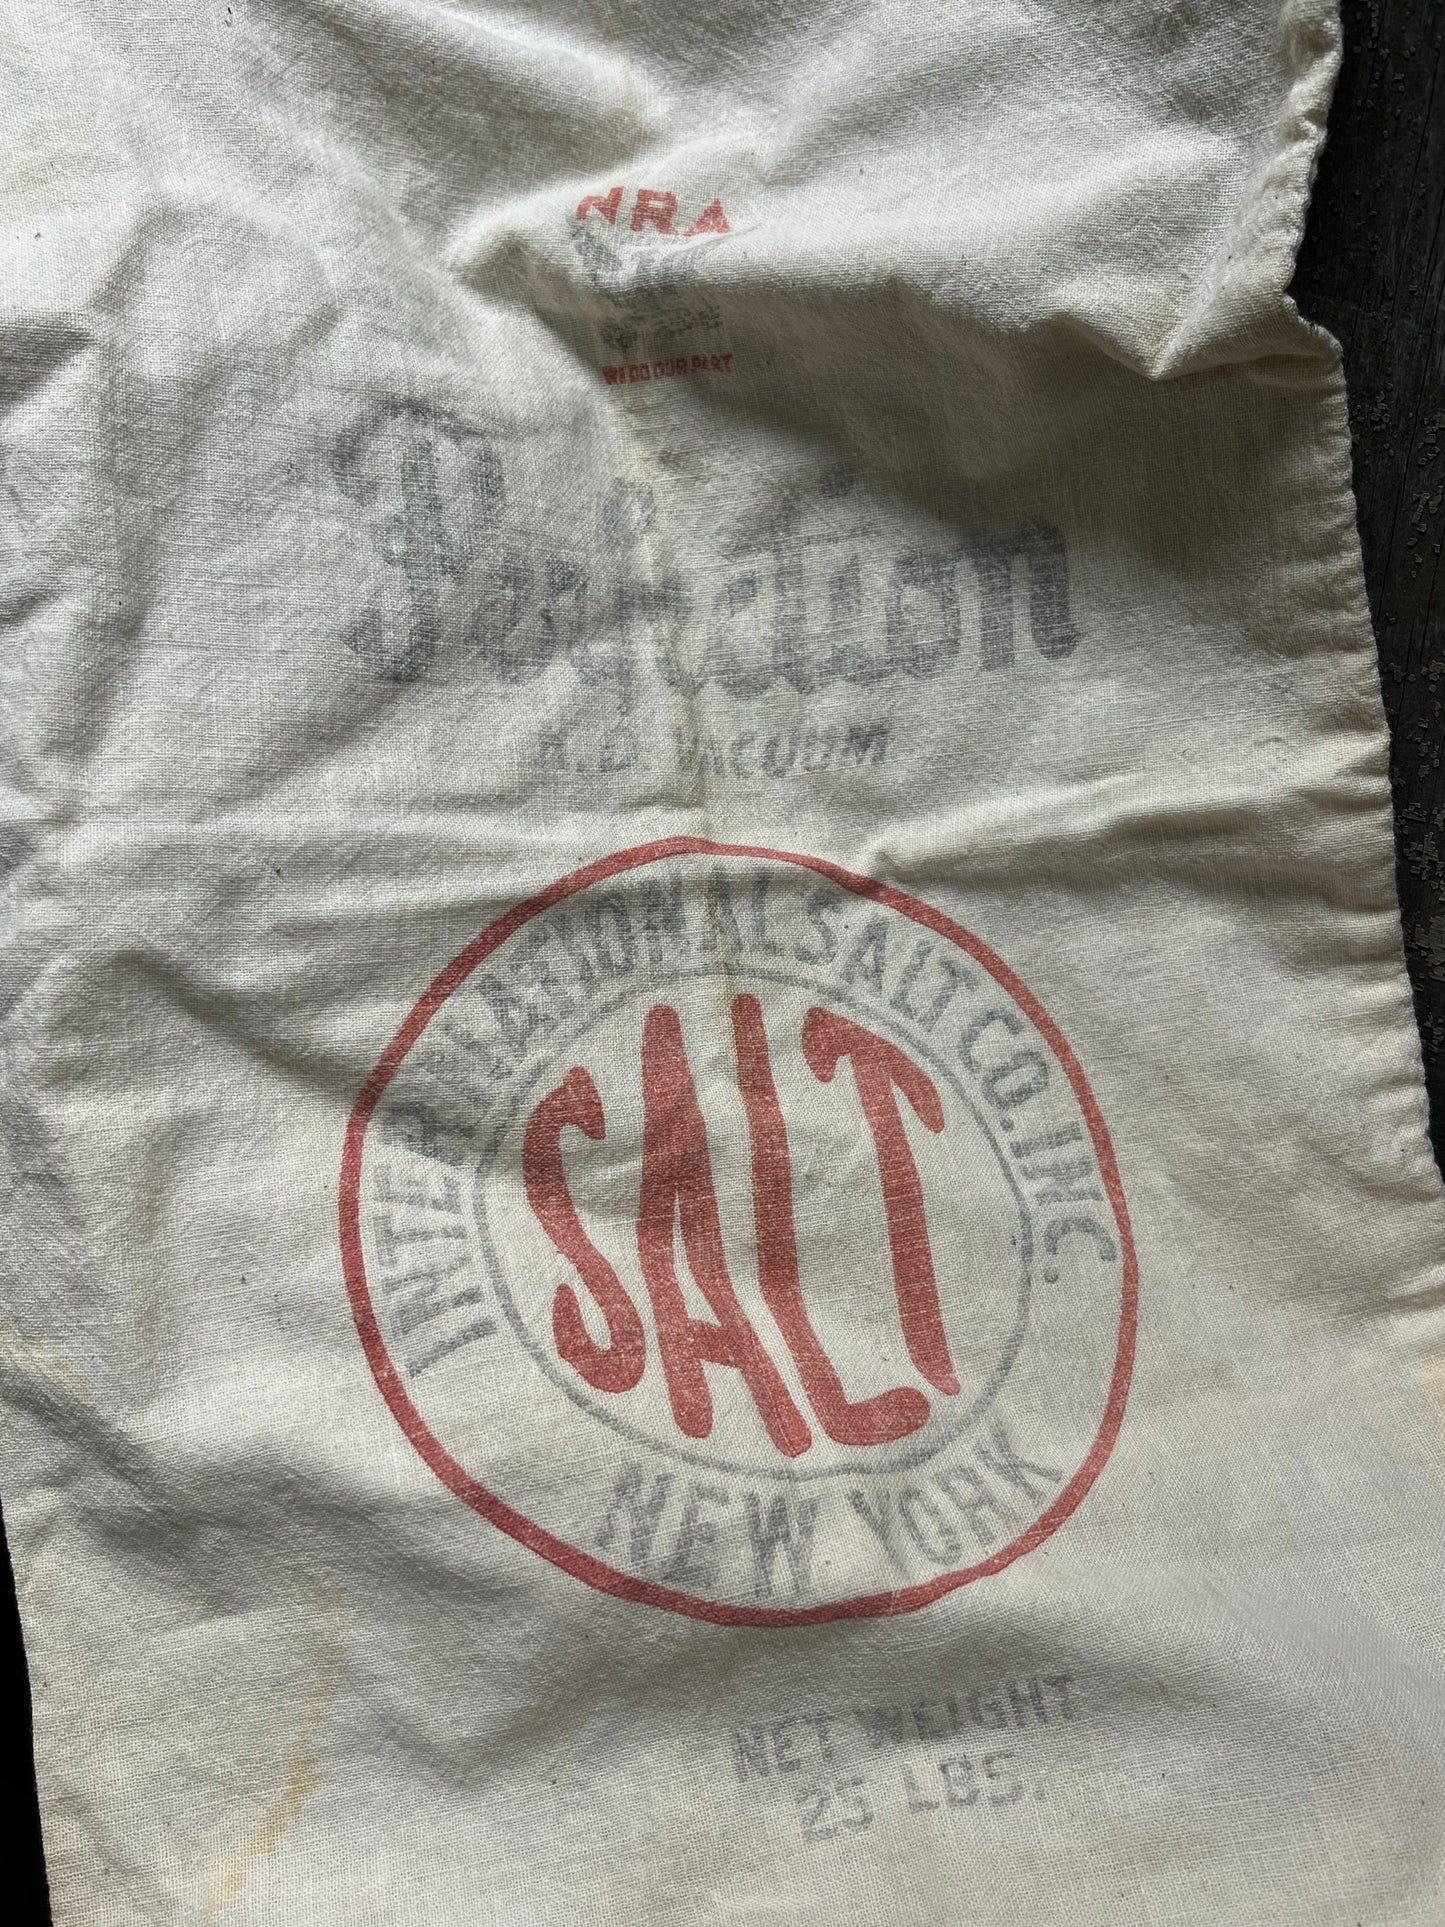 NRA
WE DO OUR PART
K.D. VACUUM
INTERNATIONAL SALT CO. INC.
SALT
NEW YORK
NET WEIGHT
25 LBS.